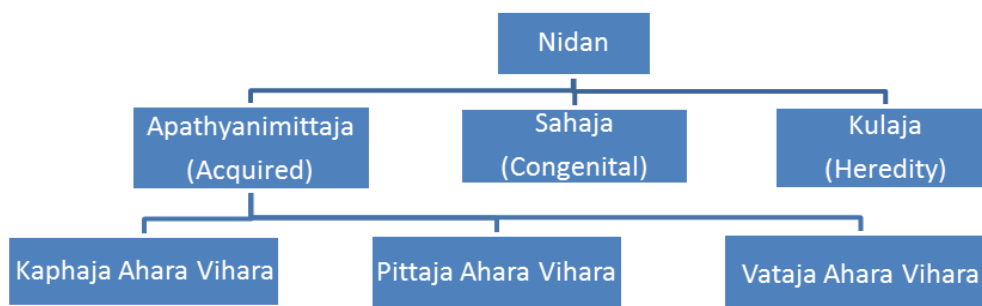 Nidan
Apathyanimittaja
(Acquired)
Sahaja
(Congenital)
Kulaja
(Heredity)
Kaphaja Ahara Vihara
Pittaja Ahara Vihara
Vataja Ahara Vihara